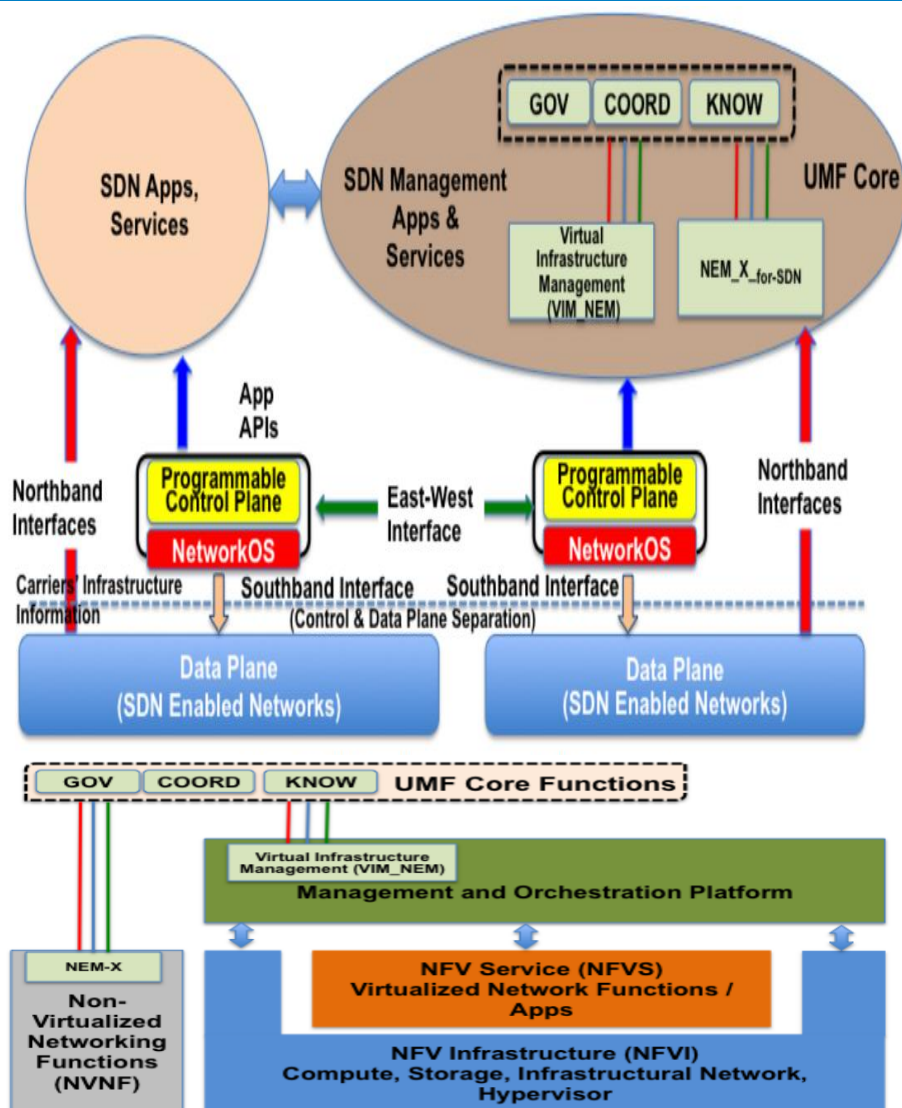 GOV
COORD
KNOW
SDN Apps,
Services
SDN Management
Apps &
Services
UMF Core
Virtual
Infrastructure
Management
(VIM_NEM)
NEM_X_for-SDN
App
APIs
Northband
Interfaces
Programmable
Control Plane
NetworkOS
East-West
Interface
Programmable
Control Plane
NetworkOS
Northband
Interfaces
Carriers' Infrastructure
Information
Southband Interface
Southband Interface
(Control & Data Plane Separation)
Data Plane
(SDN Enabled Networks)
Data Plane
(SDN Enabled Networks)
GOV
COORD
KNOW
UMF Core Functions
Virtual Infrastructure
Management (VIM_NEM)
Management and Orchestration Platform
NEM-X
Non-
Virtualized
Networking
Functions
(NVNF)
NFV Service (NFVS)
Virtualized Network Functions /
Apps
NFV Infrastructure (NFVI)
Compute, Storage, Infrastructural Network,
Hypervisor